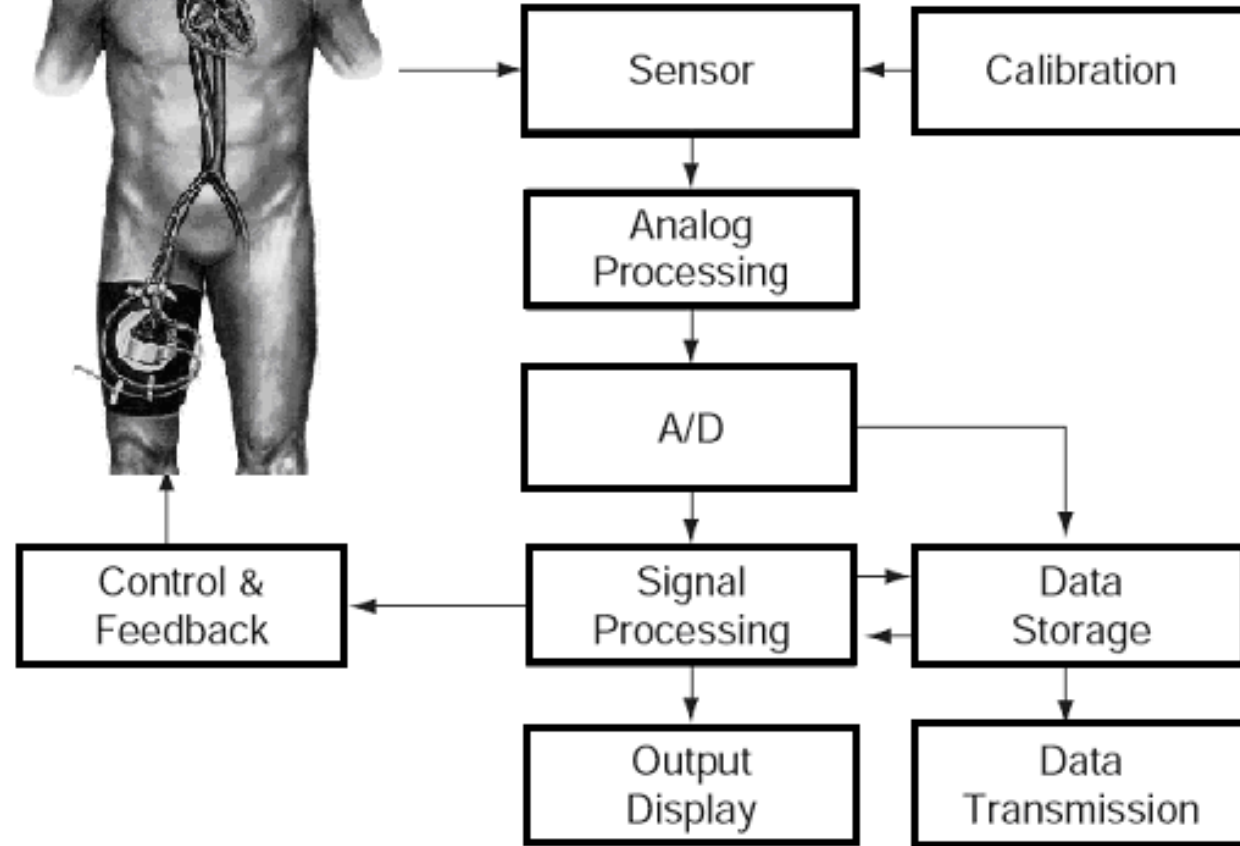 Sensor
Calibration
Analog
Processing
A/D
Control &
Feedback
Signal
Processing
Data
Storage
Output
Display
Data
Transmission